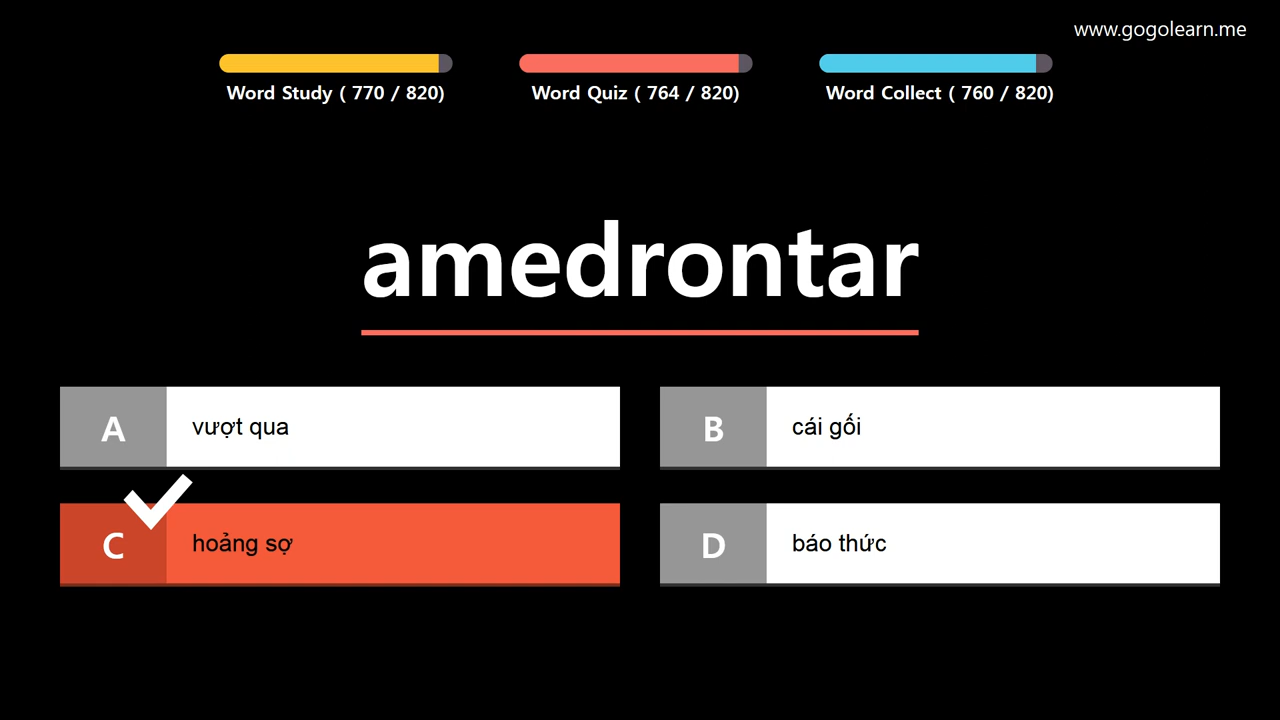 www.gogolearn.me
Word Study ( 770 / 820)
Word Quiz ( 764 / 820)
Word Collect ( 760 / 820)
amedrontar
A vượt qua
B cái gối
C hoảng sợ
D báo thức